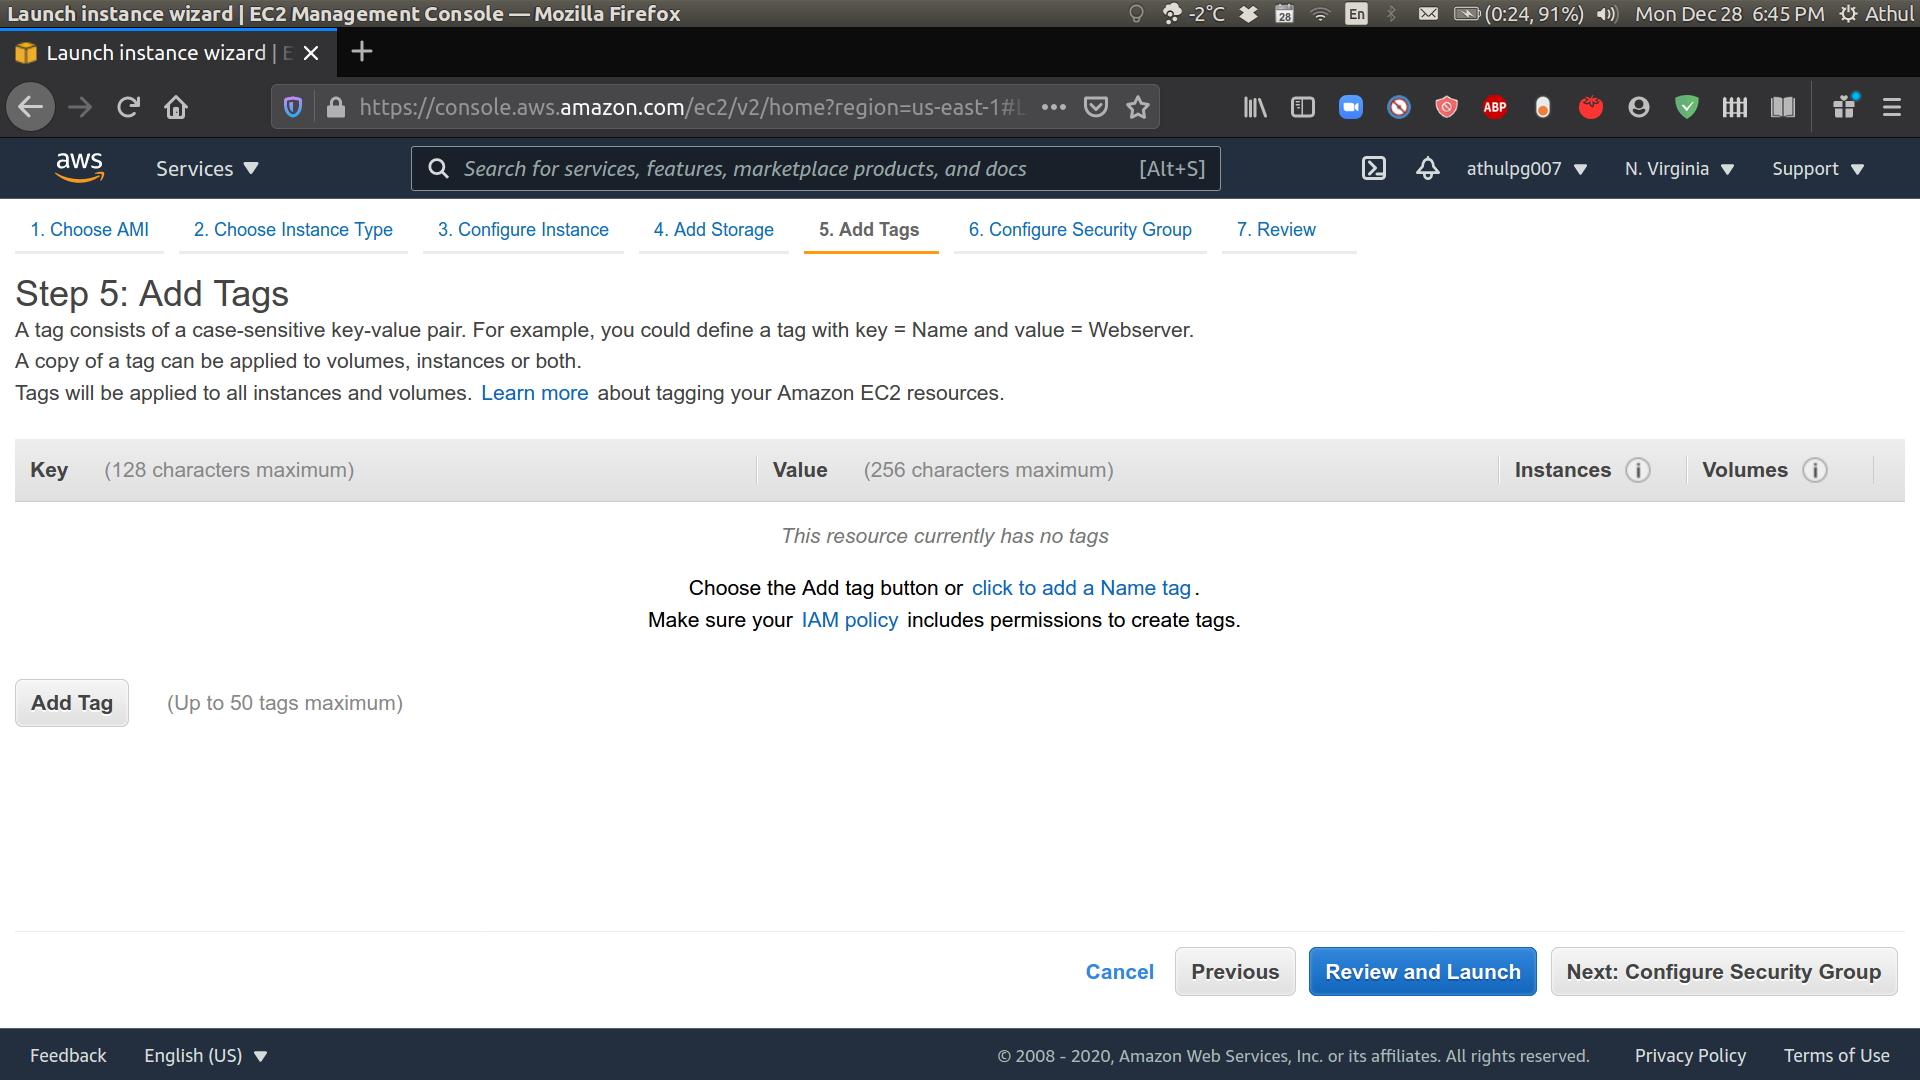 Launch instance wizard | EC2 Management Console — Mozilla Firefox
-2°C 28 En (0:24, 91%) Mon Dec 28 6:45 PM Athul
Launch instance wizard |
https://console.aws.amazon.com/ec2/v2/home?region=us-east-1#
ABP
aws Services Search for services, features, marketplace products, and docs [Alt+S] athulpg007 N. Virginia Support
1. Choose AMI 2. Choose Instance Type 3. Configure Instance 4. Add Storage 5. Add Tags 6. Configure Security Group 7. Review
Step 5: Add Tags
A tag consists of a case-sensitive key-value pair. For example, you could define a tag with key = Name and value = Webserver.
A copy of a tag can be applied to volumes, instances or both.
Tags will be applied to all instances and volumes. Learn more about tagging your Amazon EC2 resources.
Key (128 characters maximum) Value (256 characters maximum) Instances Volumes
This resource currently has no tags
Choose the Add tag button or click to add a Name tag.
Make sure your IAM policy includes permissions to create tags.
Add Tag (Up to 50 tags maximum)
Cancel Previous Review and Launch Next: Configure Security Group
Feedback English (US) © 2008 - 2020, Amazon Web Services, Inc. or its affiliates. All rights reserved. Privacy Policy Terms of Use